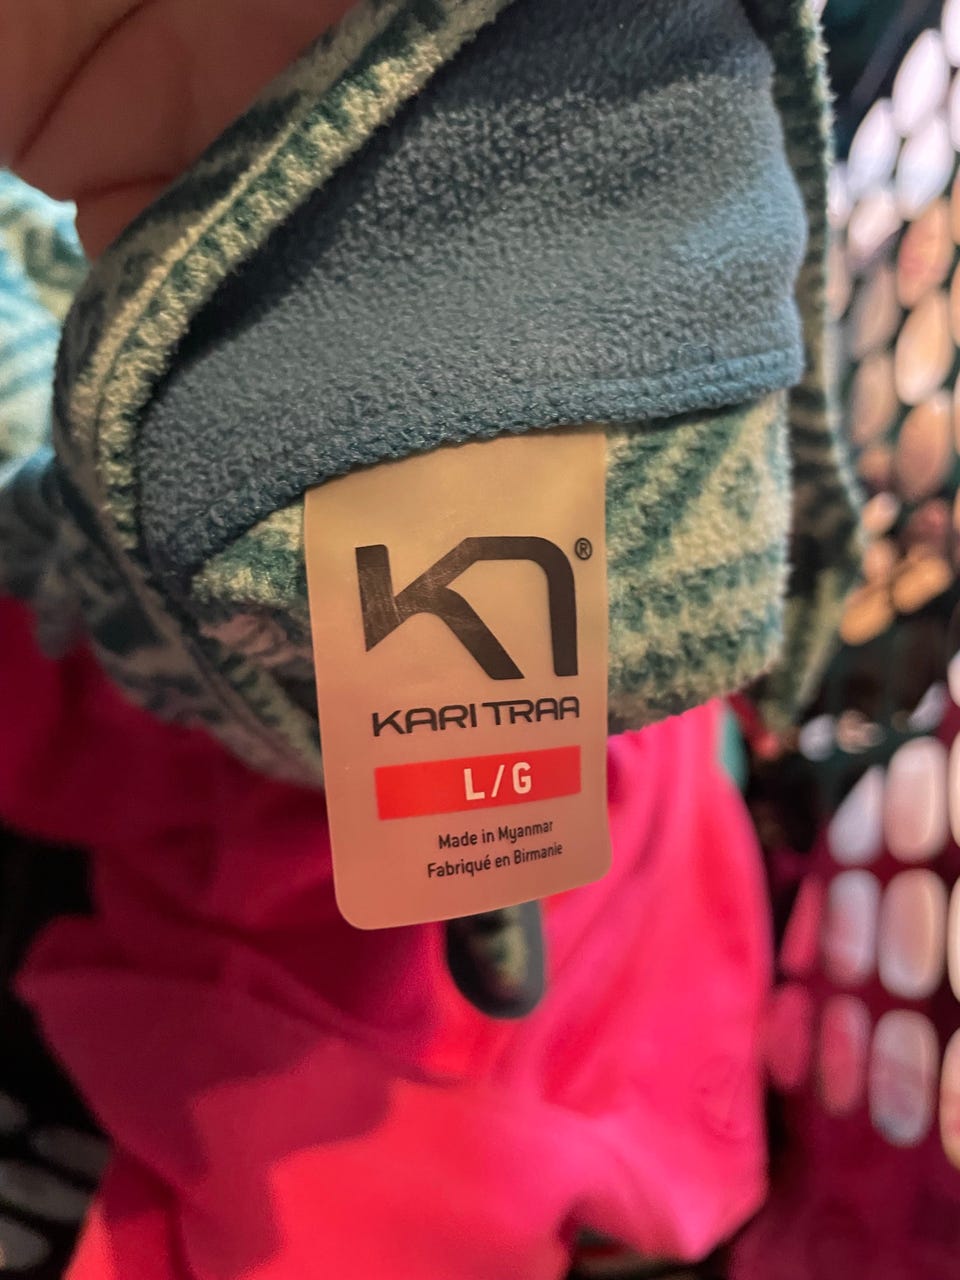 ®
KARI TRAA
L/G
Made in Myanmar
Fabriqué en Birmanie